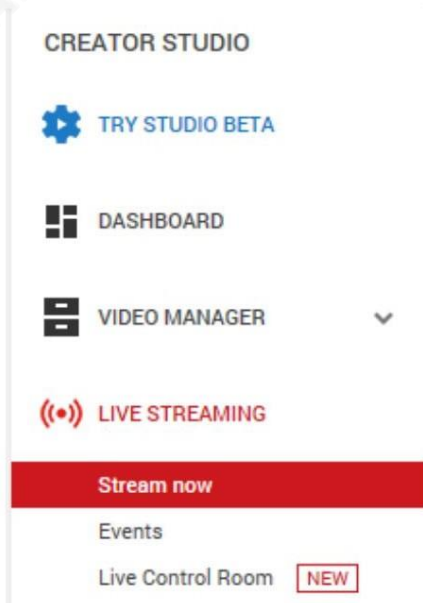 CREATOR STUDIO
TRY STUDIO BETA
DASHBOARD
VIDEO MANAGER
LIVE STREAMING
Stream now
Events
Live Control Room NEW